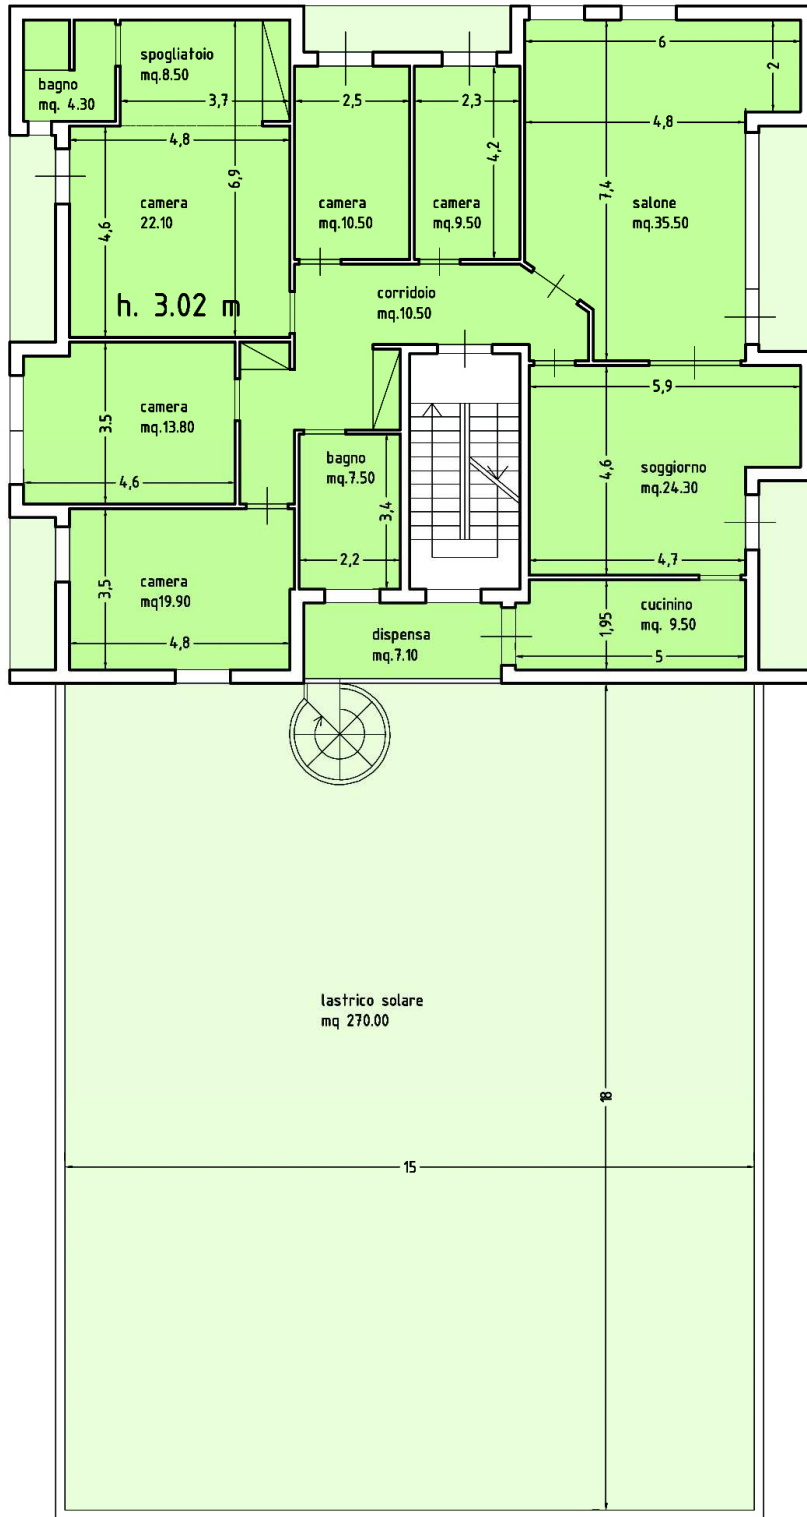 bagno
mq. 4.30
spogliatoio
mq.8.50
3,7
4,8
6,9
4,6
camera
22.10
h. 3.02 m
2,5
camera
mq.10.50
2,3
4,2
camera
mq.9.50
6
2
4,8
7,4
salone
mq.35.50
corridoio
mq.10.50
3.5
camera
mq.13.80
4,6
bagno
mq.7.50
3,4
2,2
5,9
4,6
soggiorno
mq.24.30
4,7
3,5
camera
mq19.90
4,8
dispensa
mq.7.10
1,95
cucinino
mq. 9.50
5
lastrico solare
mq 270.00
18
15